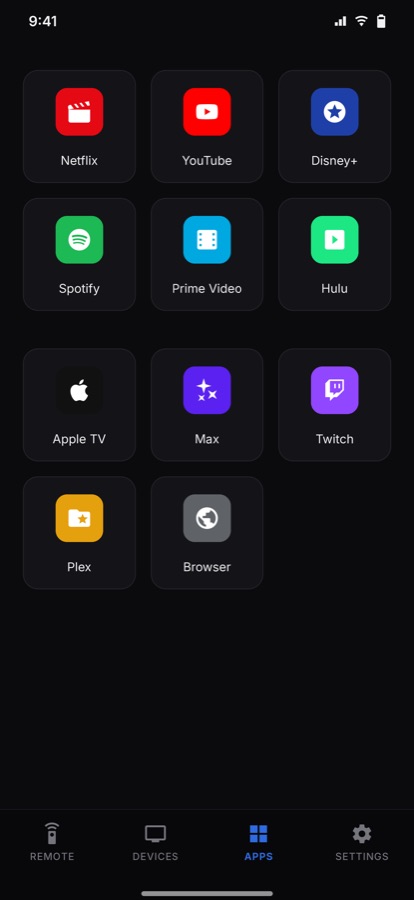 9:41
Netflix
YouTube
Disney+
Spotify
Prime Video
Hulu
Apple TV
Max
Twitch
Plex
Browser
REMOTE
DEVICES
APPS
SETTINGS